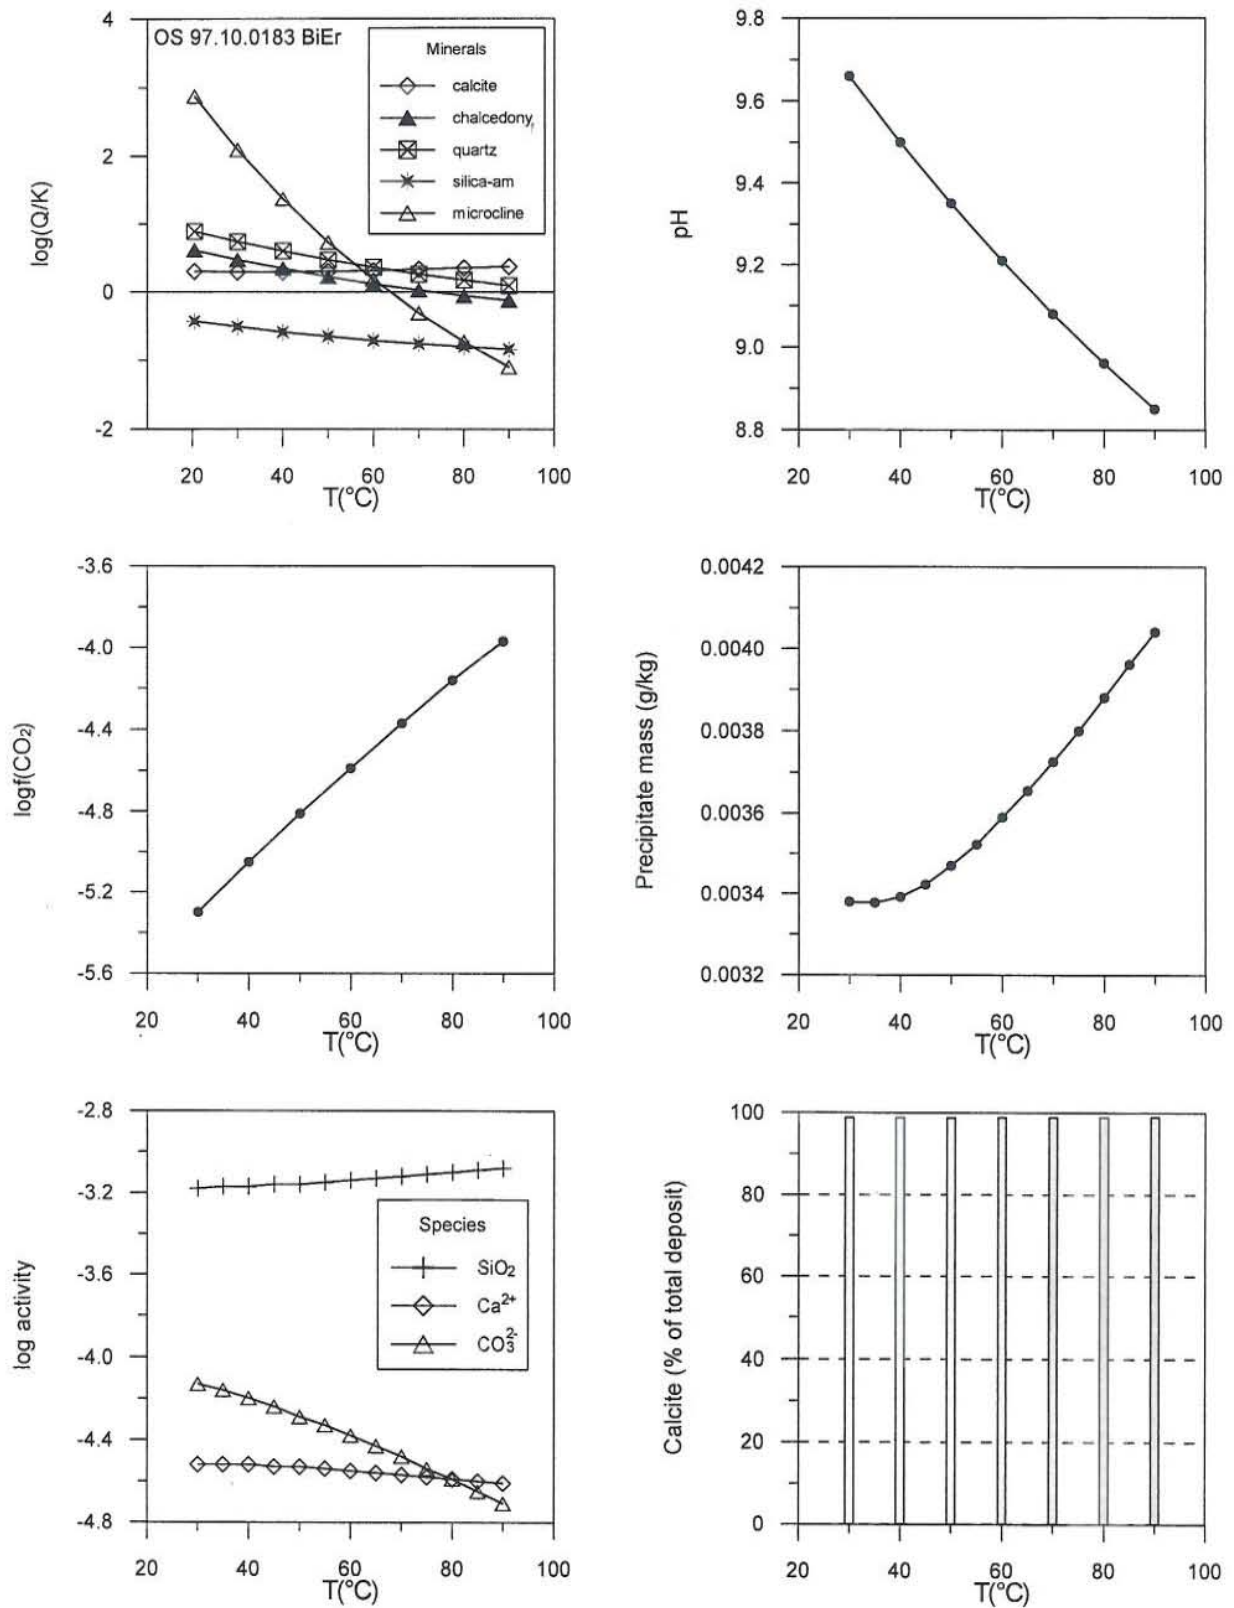 OS 97.10.0183 BiEr
Minerals
calcite
chalcedony
quartz
silica-am
microcline
log(Q/K)
4
2
0
-2
20 40 60 80 100
T(°C)
pH
9.8
9.6
9.4
9.2
9.0
8.8
20 40 60 80 100
T(°C)
logf(CO₂)
-3.6
-4.0
-4.4
-4.8
-5.2
-5.6
20 40 60 80 100
T(°C)
Precipitate mass (g/kg)
0.0042
0.0040
0.0038
0.0036
0.0034
0.0032
20 40 60 80 100
T(°C)
log activity
-2.8
-3.2
-3.6
-4.0
-4.4
-4.8
Species
SiO₂
Ca²⁺
CO₃²⁻
20 40 60 80 100
T(°C)
Calcite (% of total deposit)
100
80
60
40
20
0
20 40 60 80 100
T(°C)